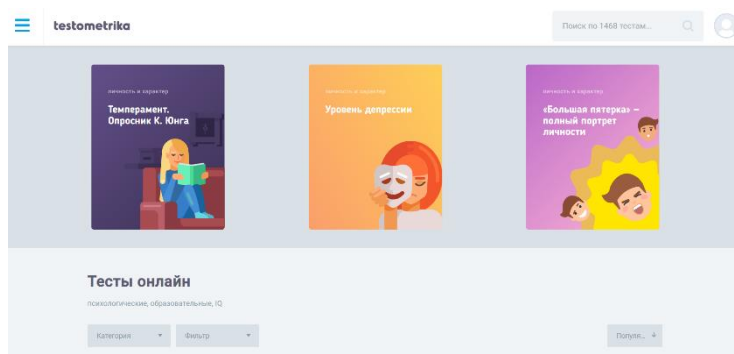 testometrika
Поиск по 1468 тестам...
личность и характер
Темперамент.
Опросник К. Юнга
личность и характер
Уровень депрессии
личность и характер
«Большая пятерка» –
полный портрет
личности
Тесты онлайн
психологические, образовательные, IQ
Категория
Фильтр
Популя...